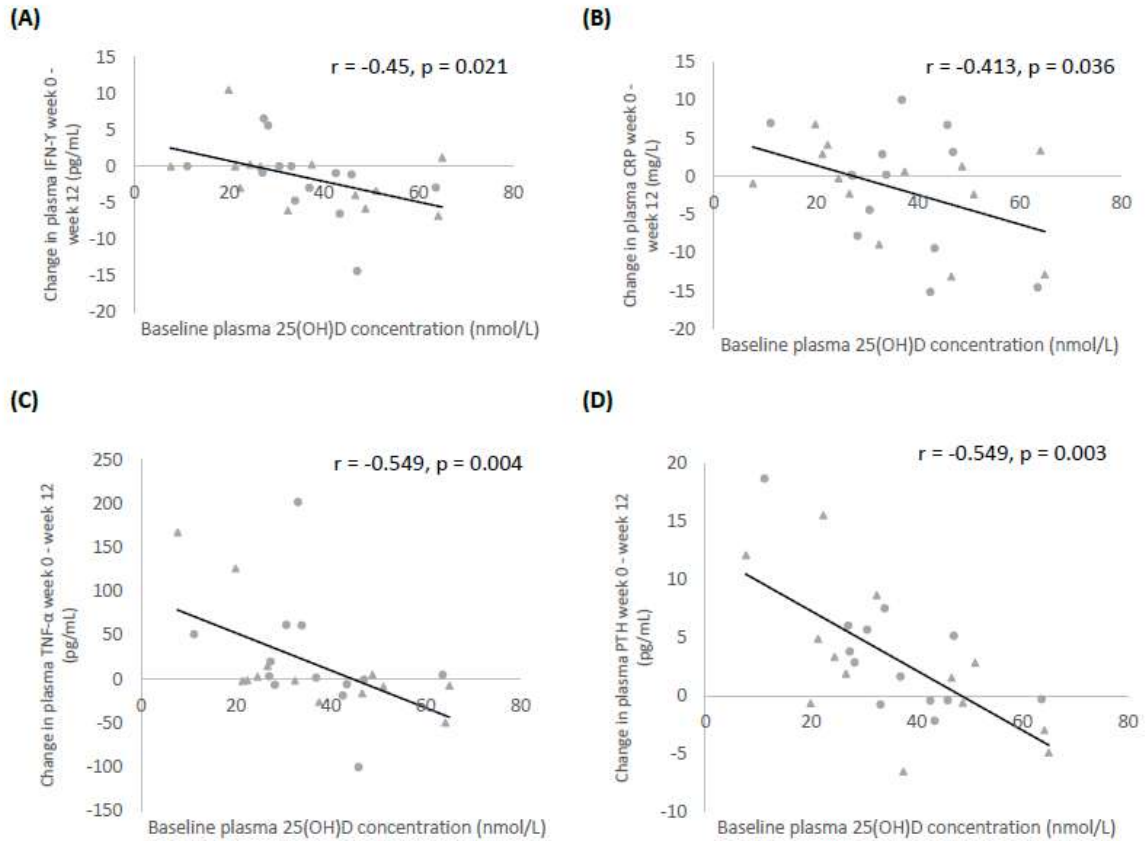 (A)
r = -0.45, p = 0.021
Change in plasma IFN-Y week 0 -
week 12 (pg/mL)
15
10
5
0
-5
-10
-15
-20
0
20
40
60
80
Baseline plasma 25(OH)D concentration (nmol/L)
(B)
r = -0.413, p = 0.036
Change in plasma CRP week 0 -
week 12 (mg/L)
15
10
5
0
-5
-10
-15
-20
0
20
40
60
80
Baseline plasma 25(OH)D concentration (nmol/L)
(C)
r = -0.549, p = 0.004
Change in plasma TNF-α week 0 - week 12
(pg/mL)
250
200
150
100
50
0
-50
-100
-150
0
20
40
60
80
Baseline plasma 25(OH)D concentration (nmol/L)
(D)
r = -0.549, p = 0.003
Change in plasma PTH week 0 - week 12
(pg/mL)
20
15
10
5
0
-5
-10
0
20
40
60
80
Baseline plasma 25(OH)D concentration (nmol/L)